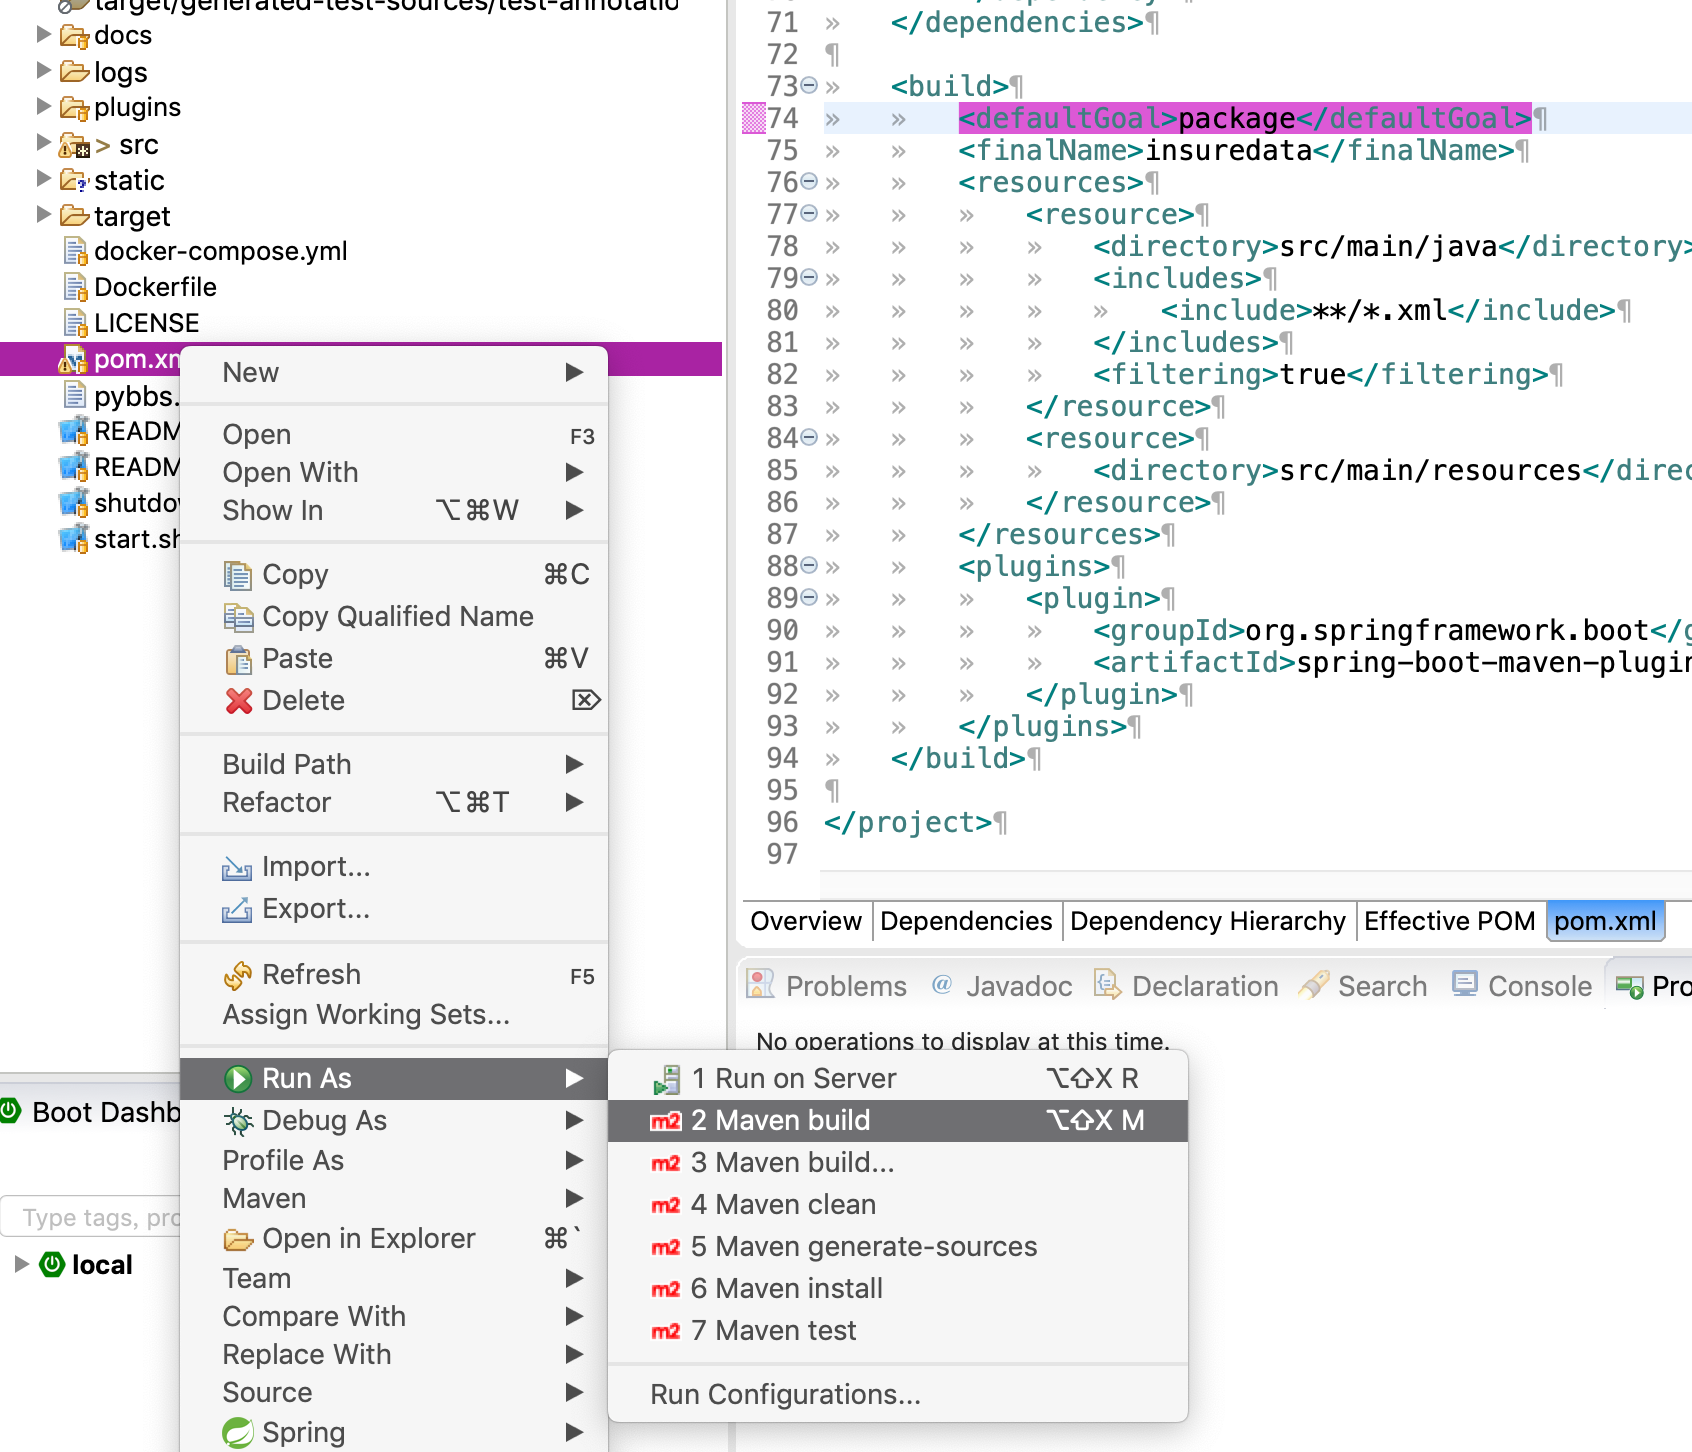 target/generated-test-sources/test-annotatio
docs
logs
plugins
> src
static
target
docker-compose.yml
Dockerfile
LICENSE
pom.xm
pybbs.
READM
READM
shutdow
start.sh
New
Open F3
Open With
Show In ⌥⌘W
Copy ⌘C
Copy Qualified Name
Paste ⌘V
Delete ⌦
Build Path
Refactor ⌥⌘T
Import...
Export...
Refresh F5
Assign Working Sets...
Run As
Debug As
Profile As
Maven
Open in Explorer ⌘`
Team
Compare With
Replace With
Source
Spring
1 Run on Server ⌥⇧X R
2 Maven build ⌥⇧X M
3 Maven build...
4 Maven clean
5 Maven generate-sources
6 Maven install
7 Maven test
Run Configurations...
Boot Dashb
Type tags, pro
local
71 » </dependencies>¶
72 ¶
73 » <build>¶
74 » » <defaultGoal>package</defaultGoal>¶
75 » » <finalName>insuredata</finalName>¶
76 » » <resources>¶
77 » » » <resource>¶
78 » » » » <directory>src/main/java</directory>
79 » » » » <includes>¶
80 » » » » » <include>**/*.xml</include>¶
81 » » » » </includes>¶
82 » » » » <filtering>true</filtering>¶
83 » » » </resource>¶
84 » » » <resource>¶
85 » » » » <directory>src/main/resources</direc
86 » » » </resource>¶
87 » » </resources>¶
88 » » <plugins>¶
89 » » » <plugin>¶
90 » » » » <groupId>org.springframework.boot</g
91 » » » » <artifactId>spring-boot-maven-plugin
92 » » » </plugin>¶
93 » » </plugins>¶
94 » </build>¶
95 ¶
96 </project>¶
97
Overview Dependencies Dependency Hierarchy Effective POM pom.xml
Problems @ Javadoc Declaration Search Console Pro
No operations to display at this time.